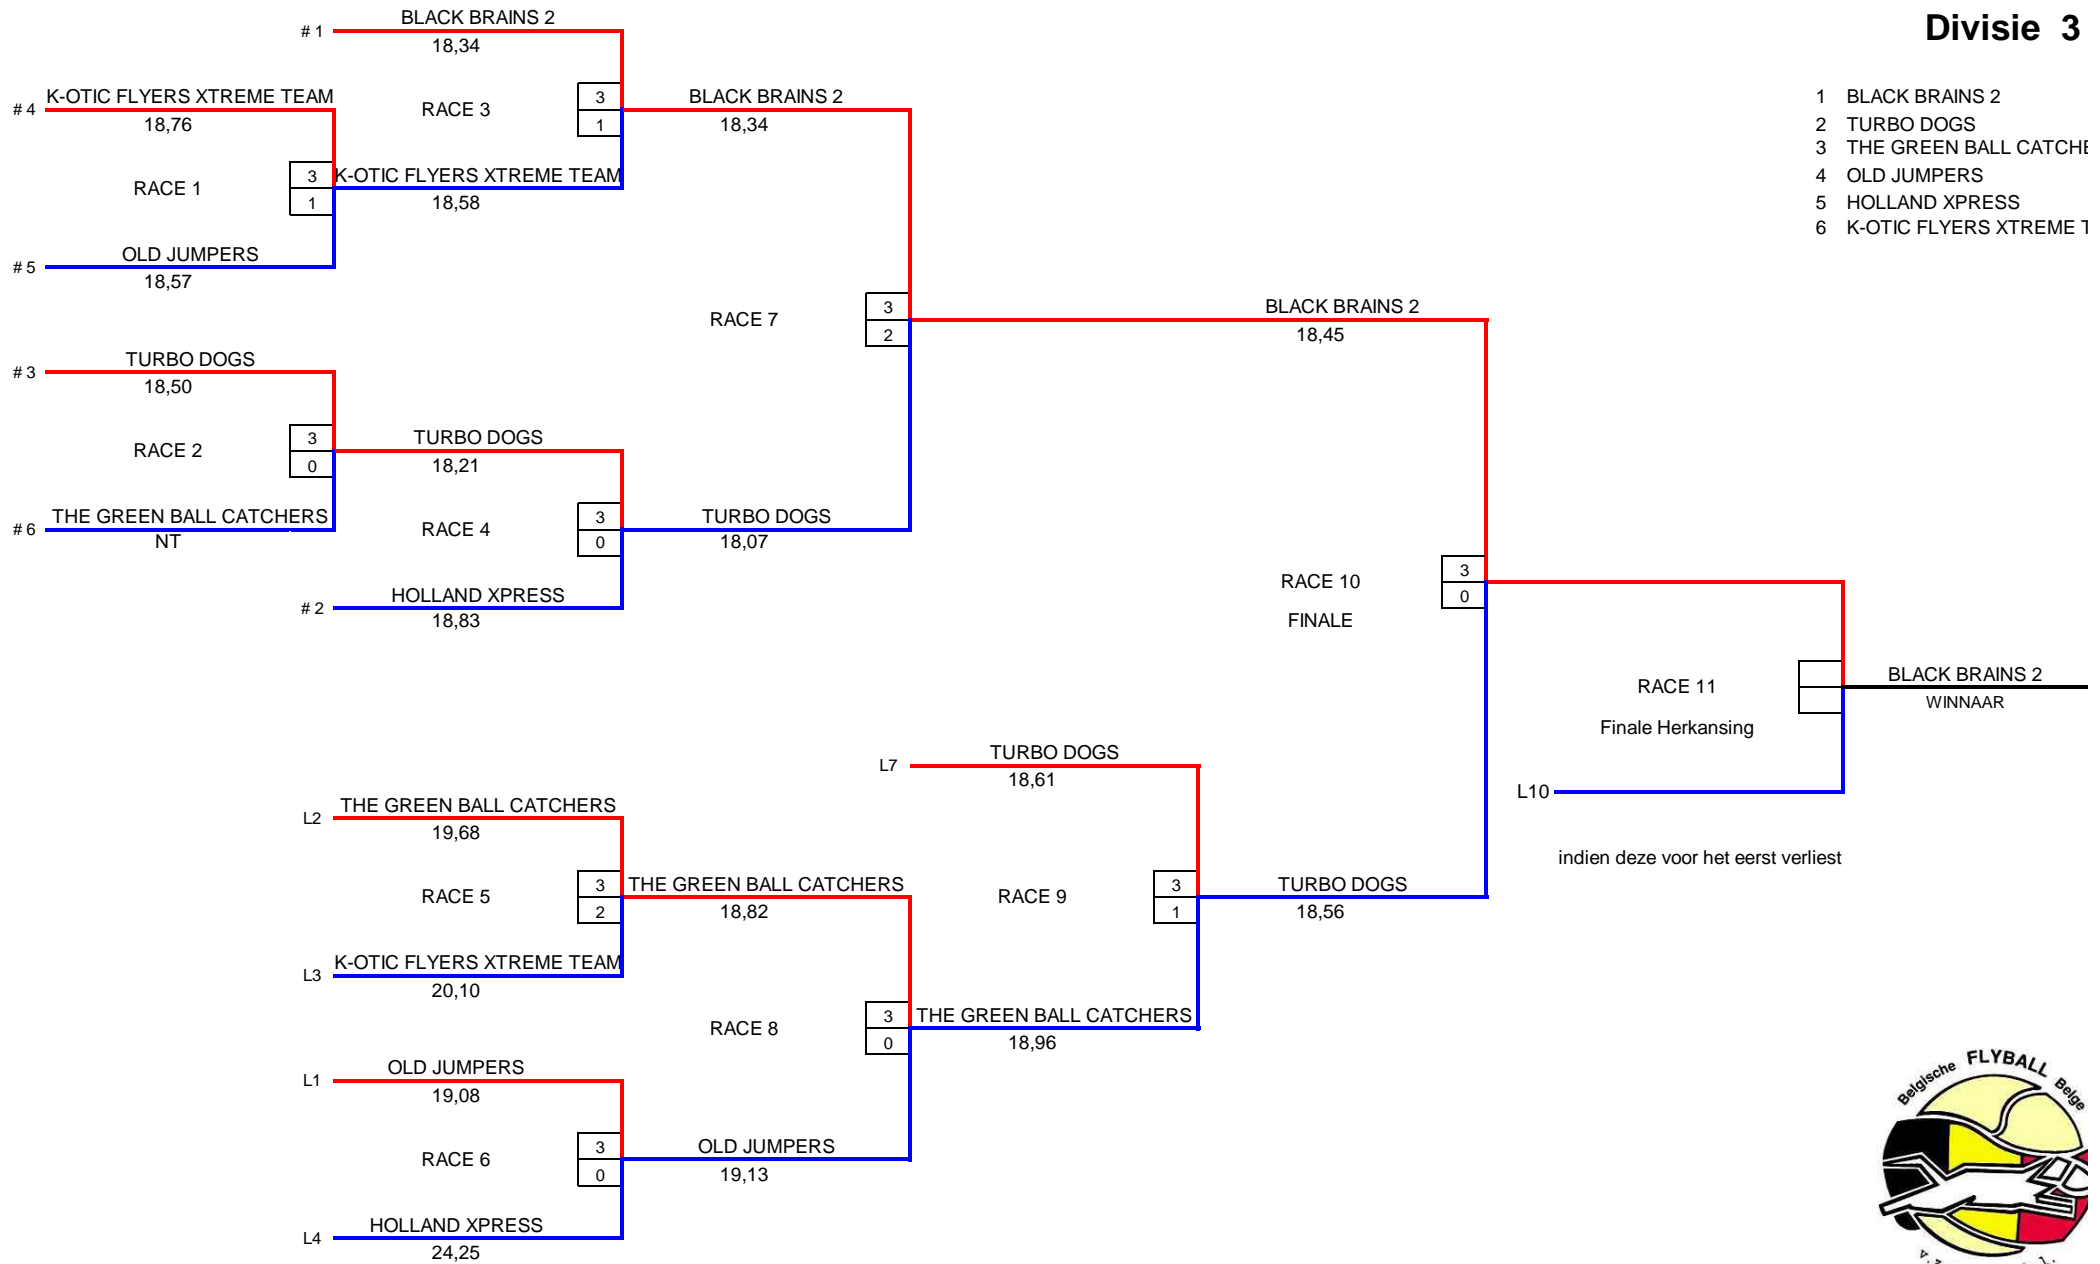 Divisie 3
1 BLACK BRAINS 2
2 TURBO DOGS
3 THE GREEN BALL CATCHE
4 OLD JUMPERS
5 HOLLAND XPRESS
6 K-OTIC FLYERS XTREME T
# 1 BLACK BRAINS 2
18,34
# 4 K-OTIC FLYERS XTREME TEAM
18,76
RACE 3
3
1
BLACK BRAINS 2
18,34
RACE 1
3
1
K-OTIC FLYERS XTREME TEAM
18,58
# 5 OLD JUMPERS
18,57
RACE 7
3
2
BLACK BRAINS 2
18,45
# 3 TURBO DOGS
18,50
RACE 2
3
0
TURBO DOGS
18,21
# 6 THE GREEN BALL CATCHERS
NT
RACE 4
3
0
TURBO DOGS
18,07
# 2 HOLLAND XPRESS
18,83
RACE 10
FINALE
3
0
RACE 11
Finale Herkansing
BLACK BRAINS 2
WINNAAR
L10
indien deze voor het eerst verliest
L7 TURBO DOGS
18,61
L2 THE GREEN BALL CATCHERS
19,68
RACE 5
3
2
THE GREEN BALL CATCHERS
18,82
RACE 9
3
1
TURBO DOGS
18,56
L3 K-OTIC FLYERS XTREME TEAM
20,10
RACE 8
3
0
THE GREEN BALL CATCHERS
18,96
L1 OLD JUMPERS
19,08
RACE 6
3
0
OLD JUMPERS
19,13
L4 HOLLAND XPRESS
24,25
Belgische FLYBALL Belge